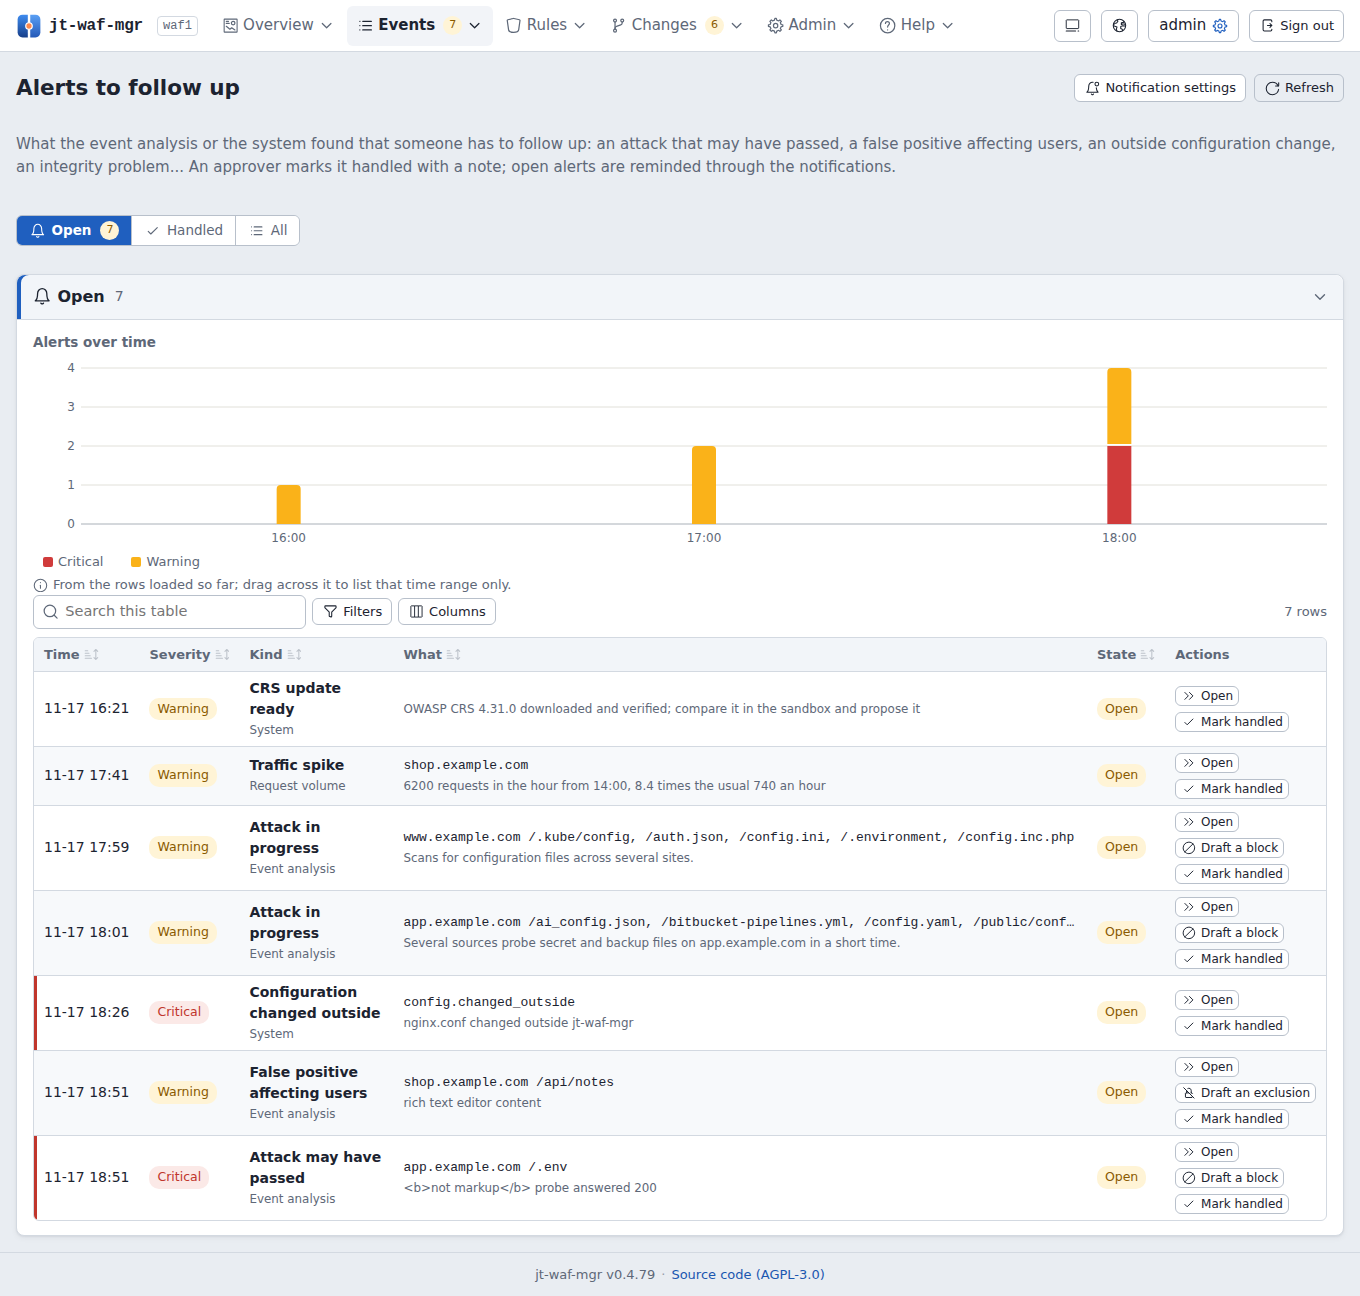 jt-waf-mgr waf1 Overview Events 7 Rules Changes 6 Admin Help admin Sign out
Alerts to follow up
Notification settings Refresh
What the event analysis or the system found that someone has to follow up: an attack that may have passed, a false positive affecting users, an outside configuration change,
an integrity problem... An approver marks it handled with a note; open alerts are reminded through the notifications.
Open 7 Handled All
Open 7
Alerts over time
4
3
2
1
0
16:00 17:00 18:00
Critical Warning
From the rows loaded so far; drag across it to list that time range only.
Search this table Filters Columns 7 rows
Time Severity Kind What State Actions
11-17 16:21 Warning CRS update
ready
System
OWASP CRS 4.31.0 downloaded and verified; compare it in the sandbox and propose it
Open
Open
Mark handled
11-17 17:41 Warning Traffic spike
Request volume
shop.example.com
6200 requests in the hour from 14:00, 8.4 times the usual 740 an hour
Open
Open
Mark handled
11-17 17:59 Warning Attack in
progress
Event analysis
www.example.com /.kube/config, /auth.json, /config.ini, /.environment, /config.inc.php
Scans for configuration files across several sites.
Open
Open
Draft a block
Mark handled
11-17 18:01 Warning Attack in
progress
Event analysis
app.example.com /ai_config.json, /bitbucket-pipelines.yml, /config.yaml, /public/conf…
Several sources probe secret and backup files on app.example.com in a short time.
Open
Open
Draft a block
Mark handled
11-17 18:26 Critical Configuration
changed outside
System
config.changed_outside
nginx.conf changed outside jt-waf-mgr
Open
Open
Mark handled
11-17 18:51 Warning False positive
affecting users
Event analysis
shop.example.com /api/notes
rich text editor content
Open
Open
Draft an exclusion
Mark handled
11-17 18:51 Critical Attack may have
passed
Event analysis
app.example.com /.env
<b>not markup</b> probe answered 200
Open
Open
Draft a block
Mark handled
jt-waf-mgr v0.4.79 · Source code (AGPL-3.0)